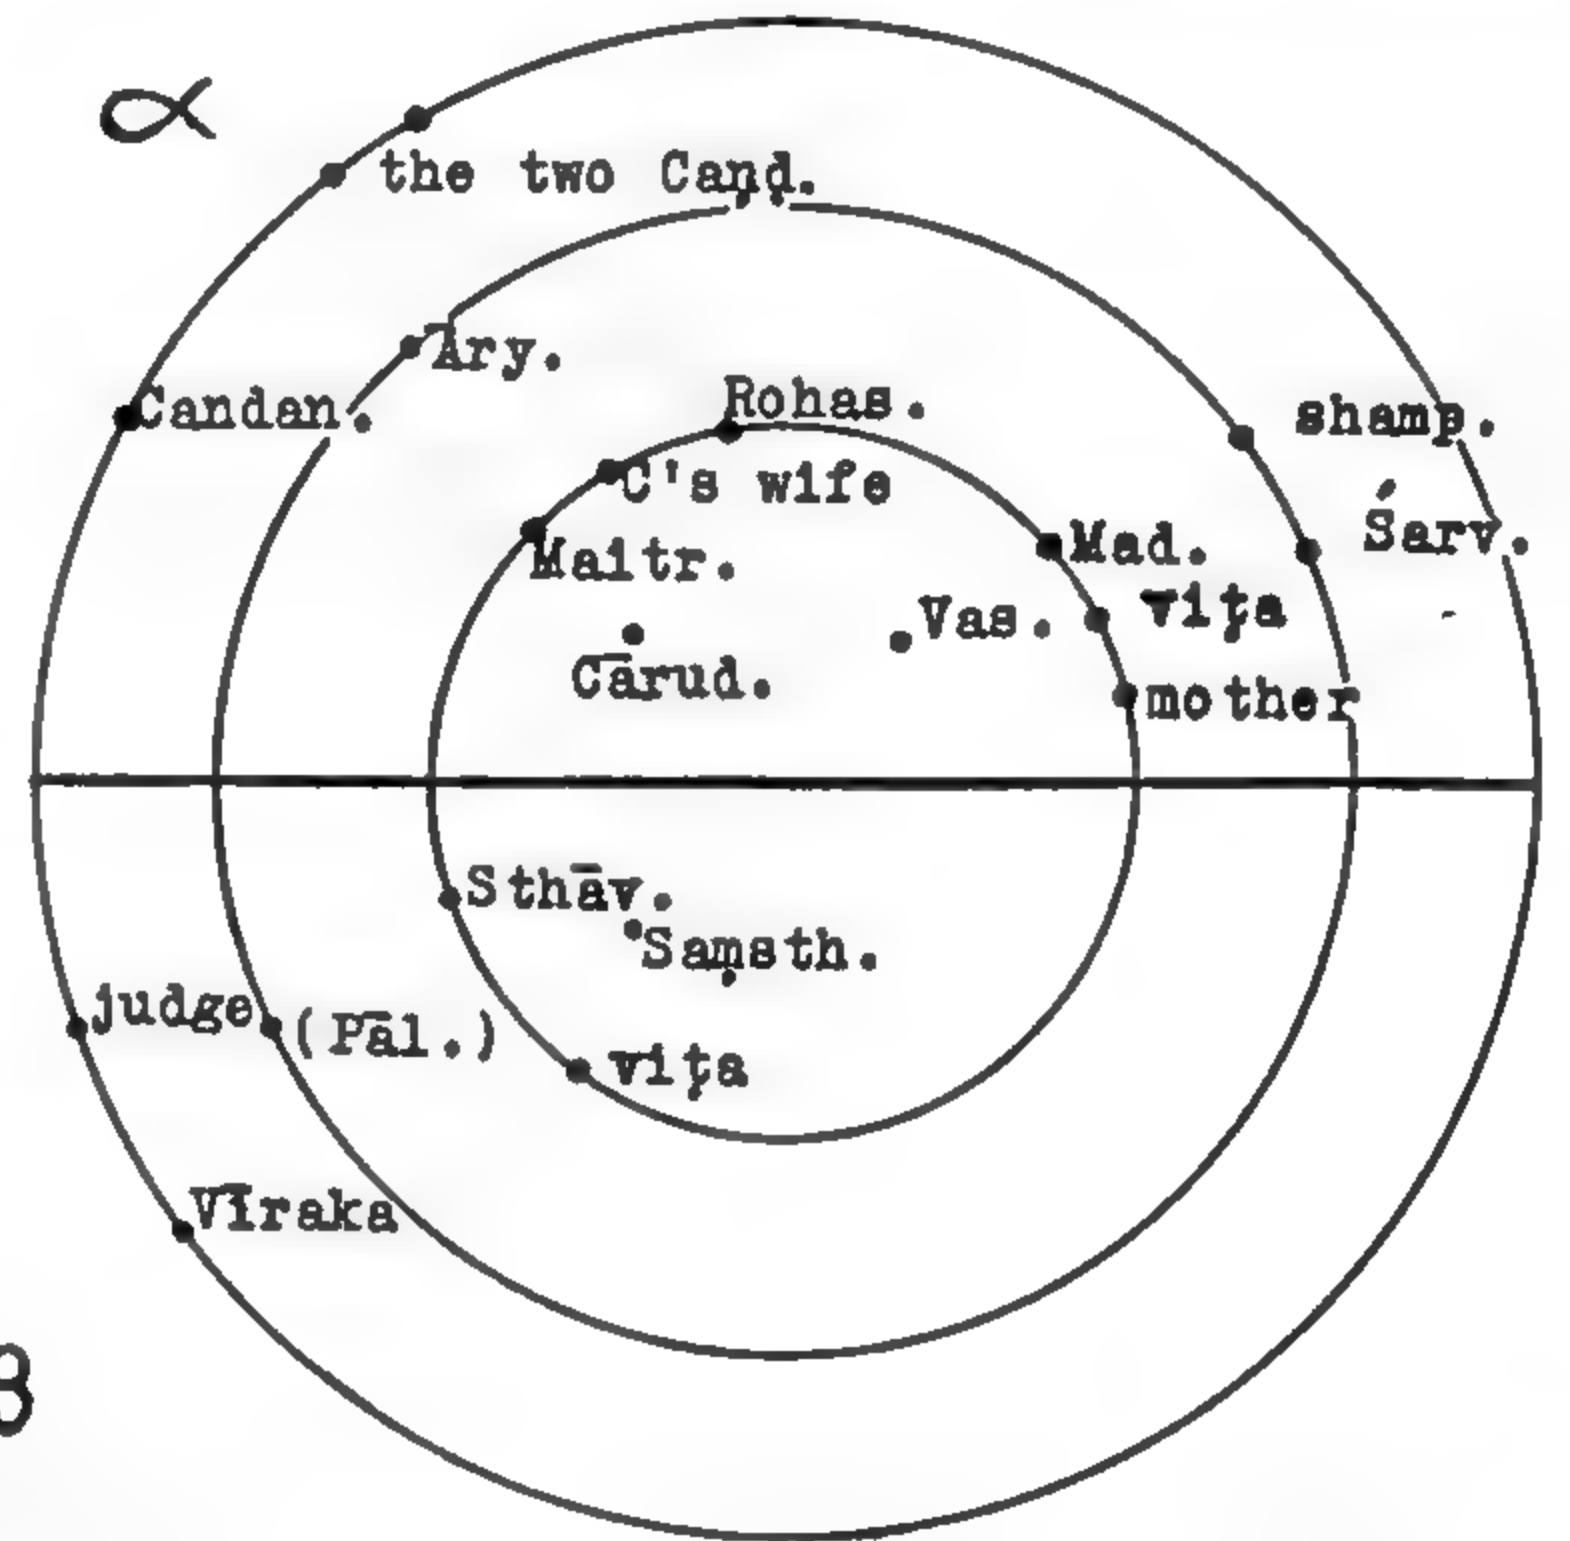 α
the two Caṇḍ.
Āry.
Candan.
Rohas.
shamp.
C's wife
Śarv.
Maitr.
Mad.
viṭa
Vas.
Cārud.
mother
Sthāv.
Saṃsth.
judge
(Pāl.)
viṭa
Vīraka